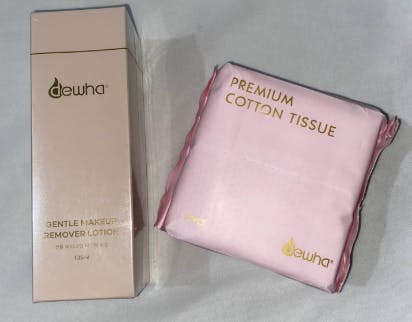 dewha®
GENTLE MAKEUP
REMOVER LOTION
PREMIUM
COTTON TISSUE
dewha®